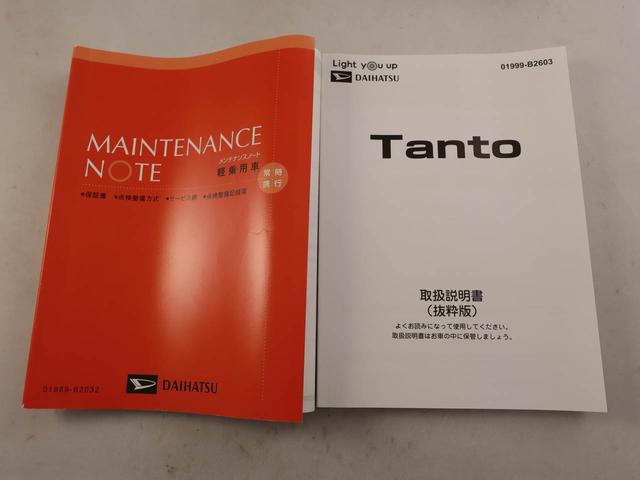 MAINTENANCE
NOTE
メンテナンスノート
軽乗用車
常時
携行
●保証書 ●点検整備方式 ●サービス網 ●点検整備記録簿
DAIHATSU
01999-B2032
Light you up
DAIHATSU
01999-B2603
Tanto
取扱説明書
（抜粋版）
よくお読みになって使用してください。
取扱説明書はお車の中に保管しましょう。